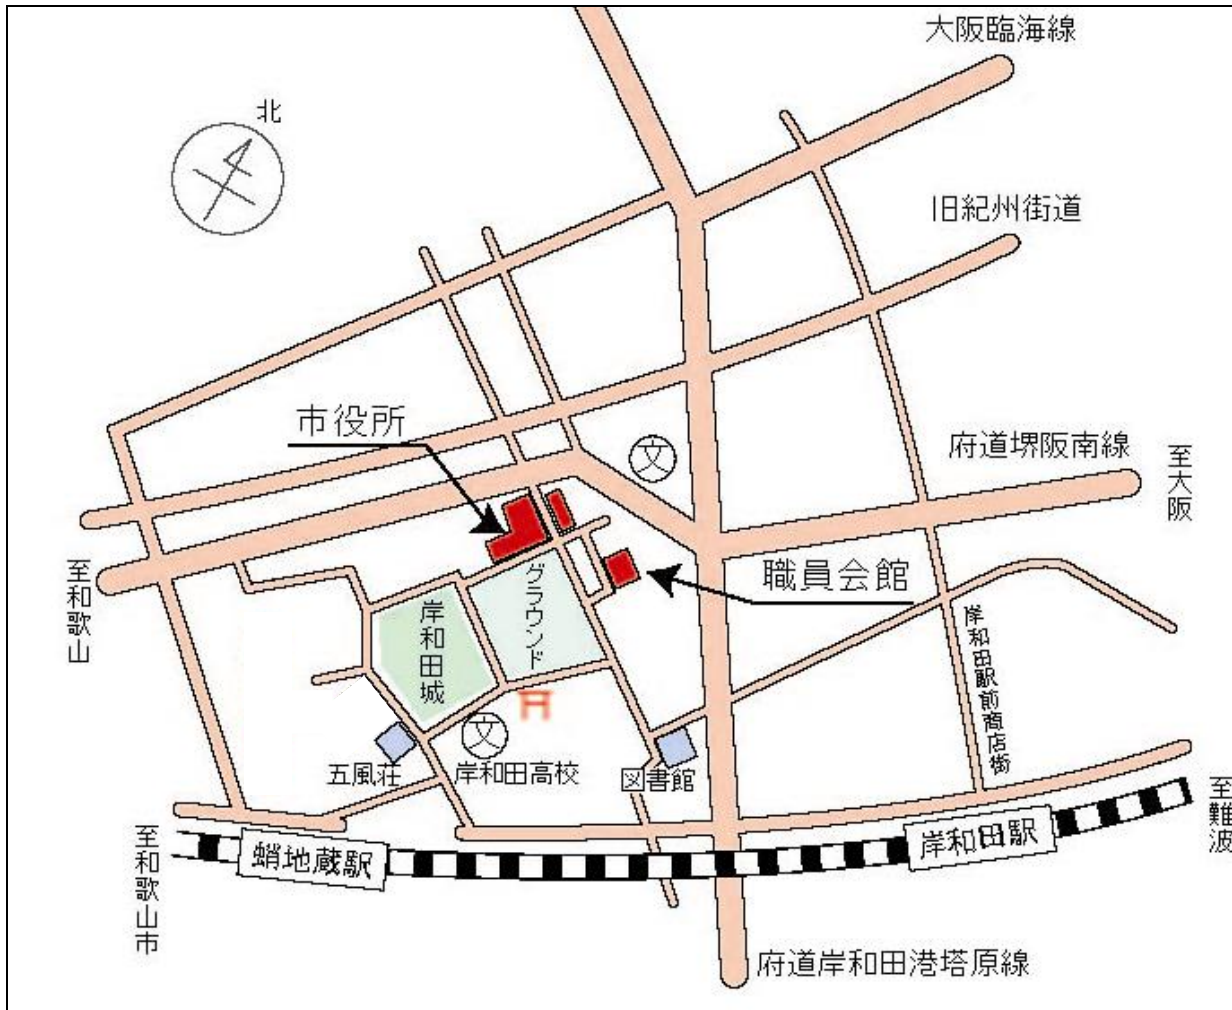 大阪臨海線
北
旧紀州街道
市役所
文
府道堺阪南線
至大阪
職員会館
グラウンド
至和歌山
岸和田城
岸和田駅前商店街
文
五風荘
岸和田高校
図書館
至難波
岸和田駅
蛸地蔵駅
至和歌山市
府道岸和田港塔原線